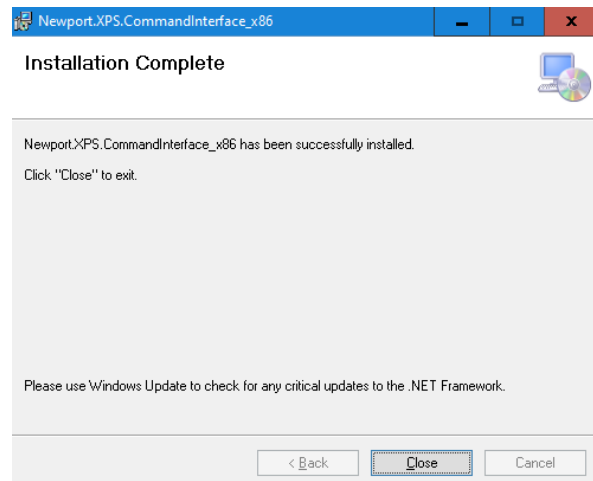 Newport.XPS.CommandInterface_x86
Installation Complete
Newport.XPS.CommandInterface_x86 has been successfully installed.
Click "Close" to exit.
Please use Windows Update to check for any critical updates to the .NET Framework.
< Back
Close
Cancel